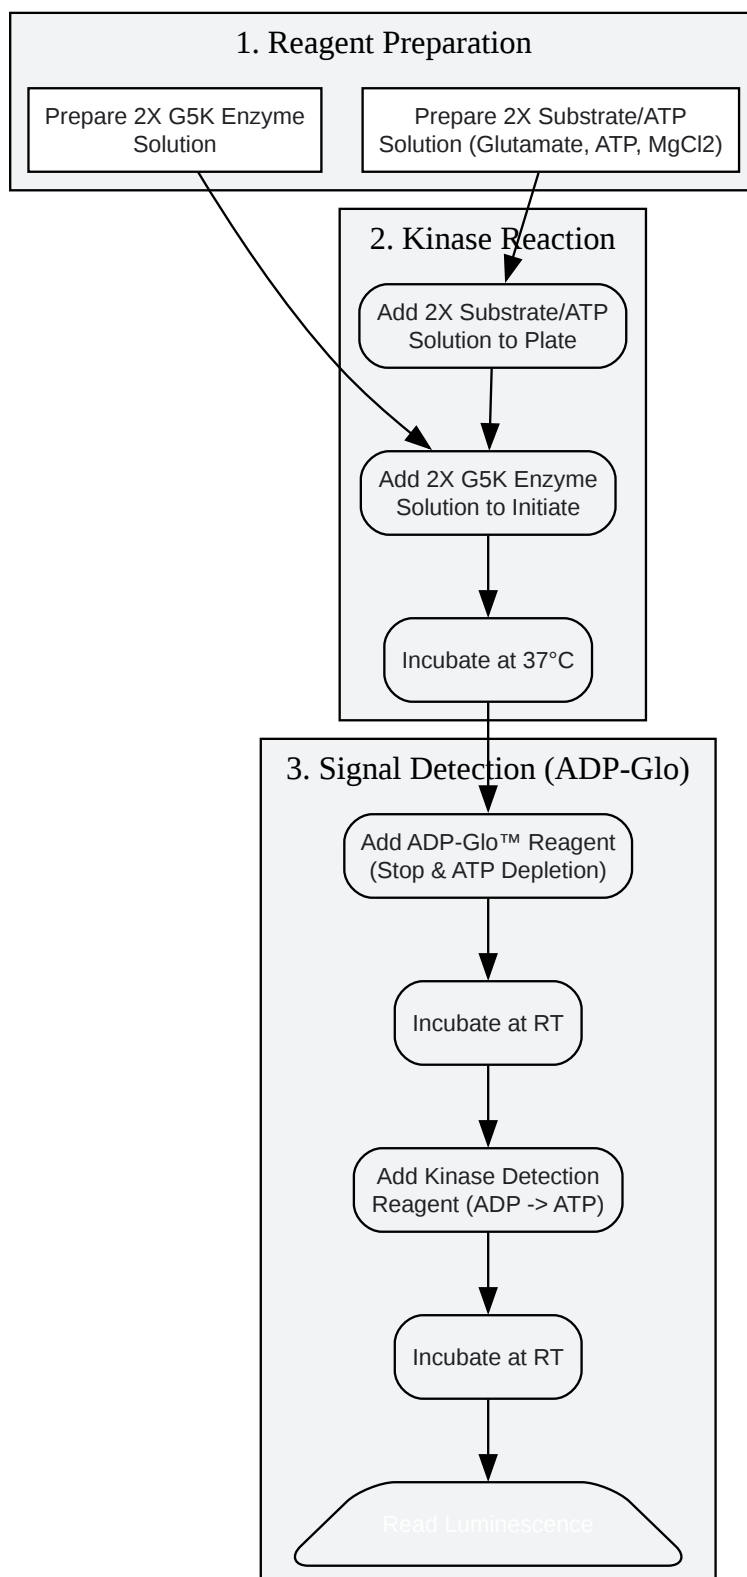 1. Reagent Preparation
Prepare 2X G5K Enzyme
Solution
Prepare 2X Substrate/ATP
Solution (Glutamate, ATP, MgCl2)
2. Kinase Reaction
Add 2X Substrate/ATP
Solution to Plate
Add 2X G5K Enzyme
Solution to Initiate
Incubate at 37°C
3. Signal Detection (ADP-Glo)
Add ADP-Glo™ Reagent
(Stop & ATP Depletion)
Incubate at RT
Add Kinase Detection
Reagent (ADP -> ATP)
Incubate at RT
Read Luminescence